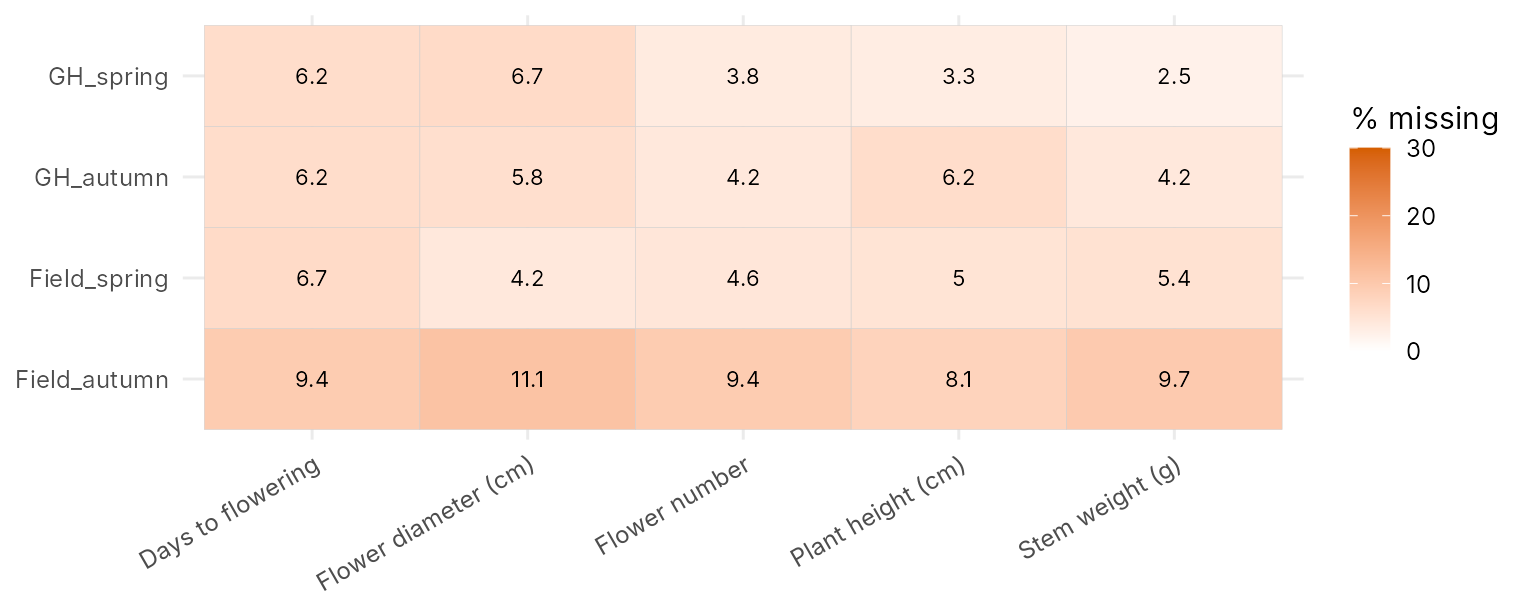 GH_spring 6.2 6.7 3.8 3.3 2.5
GH_autumn 6.2 5.8 4.2 6.2 4.2
Field_spring 6.7 4.2 4.6 5 5.4
Field_autumn 9.4 11.1 9.4 8.1 9.7
Days to flowering
Flower diameter (cm)
Flower number
Plant height (cm)
Stem weight (g)
% missing
30
20
10
0